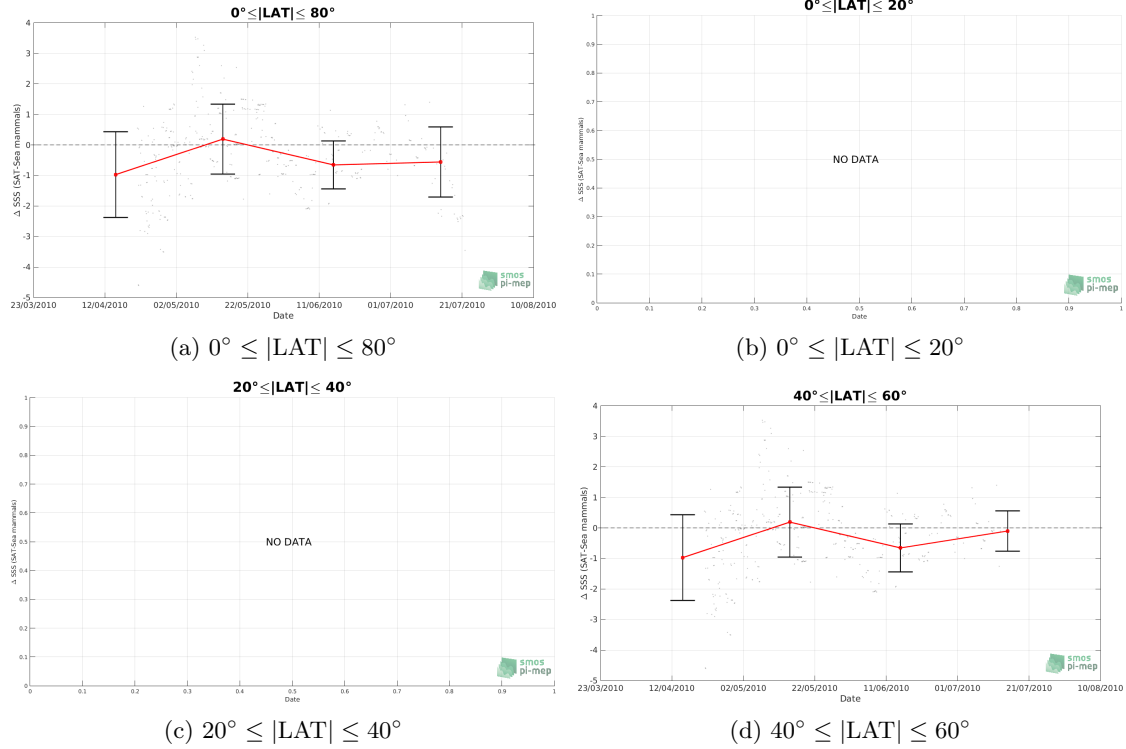 0°≤|LAT|≤ 80°
4
3
2
1
0
-1
-2
-3
-4
-5
Δ SSS (SAT-Sea mammals)
23/03/2010 12/04/2010 02/05/2010 22/05/2010 11/06/2010 01/07/2010 21/07/2010 10/08/2010
Date
smos
pi-mep
(a) 0° ≤ |LAT| ≤ 80°
0°≤|LAT|≤ 20°
1
0.9
0.8
0.7
0.6
0.5
0.4
0.3
0.2
0.1
0
Δ SSS (SAT-Sea mammals)
NO DATA
0 0.1 0.2 0.3 0.4 0.5 0.6 0.7 0.8 0.9 1
Date
smos
pi-mep
(b) 0° ≤ |LAT| ≤ 20°
20°≤|LAT|≤ 40°
1
0.9
0.8
0.7
0.6
0.5
0.4
0.3
0.2
0.1
0
Δ SSS (SAT-Sea mammals)
NO DATA
0 0.1 0.2 0.3 0.4 0.5 0.6 0.7 0.8 0.9 1
Date
smos
pi-mep
(c) 20° ≤ |LAT| ≤ 40°
40°≤|LAT|≤ 60°
4
3
2
1
0
-1
-2
-3
-4
-5
Δ SSS (SAT-Sea mammals)
23/03/2010 12/04/2010 02/05/2010 22/05/2010 11/06/2010 01/07/2010 21/07/2010 10/08/2010
Date
smos
pi-mep
(d) 40° ≤ |LAT| ≤ 60°